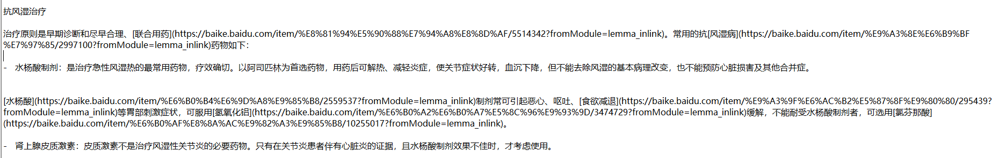 抗风湿治疗
治疗原则是早期诊断和尽早合理、[联合用药](https://baike.baidu.com/item/%E8%81%94%E5%90%88%E7%94%A8%E8%8D%AF/5514342?fromModule=lemma_inlink)。常用的抗[风湿病](https://baike.baidu.com/item/%E9%A3%8E%E6%B9%BF
%E7%97%85/2997100?fromModule=lemma_inlink)药物如下：
- 水杨酸制剂：是治疗急性风湿热的最常用药物，疗效确切。以阿司匹林为首选药物，用药后可解热、减轻炎症，使关节症状好转，血沉下降，但不能去除风湿的基本病理改变，也不能预防心脏损害及其他合并症。
[水杨酸](https://baike.baidu.com/item/%E6%B0%B4%E6%9D%A8%E9%85%B8/2559537?fromModule=lemma_inlink)制剂常可引起恶心、呕吐、[食欲减退](https://baike.baidu.com/item/%E9%A3%9F%E6%AC%B2%E5%87%8F%E9%80%80/295439?
fromModule=lemma_inlink)等胃部刺激症状，可服用[氢氧化铝](https://baike.baidu.com/item/%E6%B0%A2%E6%B0%A7%E5%8C%96%E9%93%9D/3474729?fromModule=lemma_inlink)缓解，不能耐受水杨酸制剂者，可选用[氯芬那酸]
(https://baike.baidu.com/item/%E6%B0%AF%E8%8A%AC%E9%82%A3%E9%85%B8/10255017?fromModule=lemma_inlink)。
- 肾上腺皮质激素：皮质激素不是治疗风湿性关节炎的必要药物。只有在关节炎患者伴有心脏炎的证据，且水杨酸制剂效果不佳时，才考虑使用。